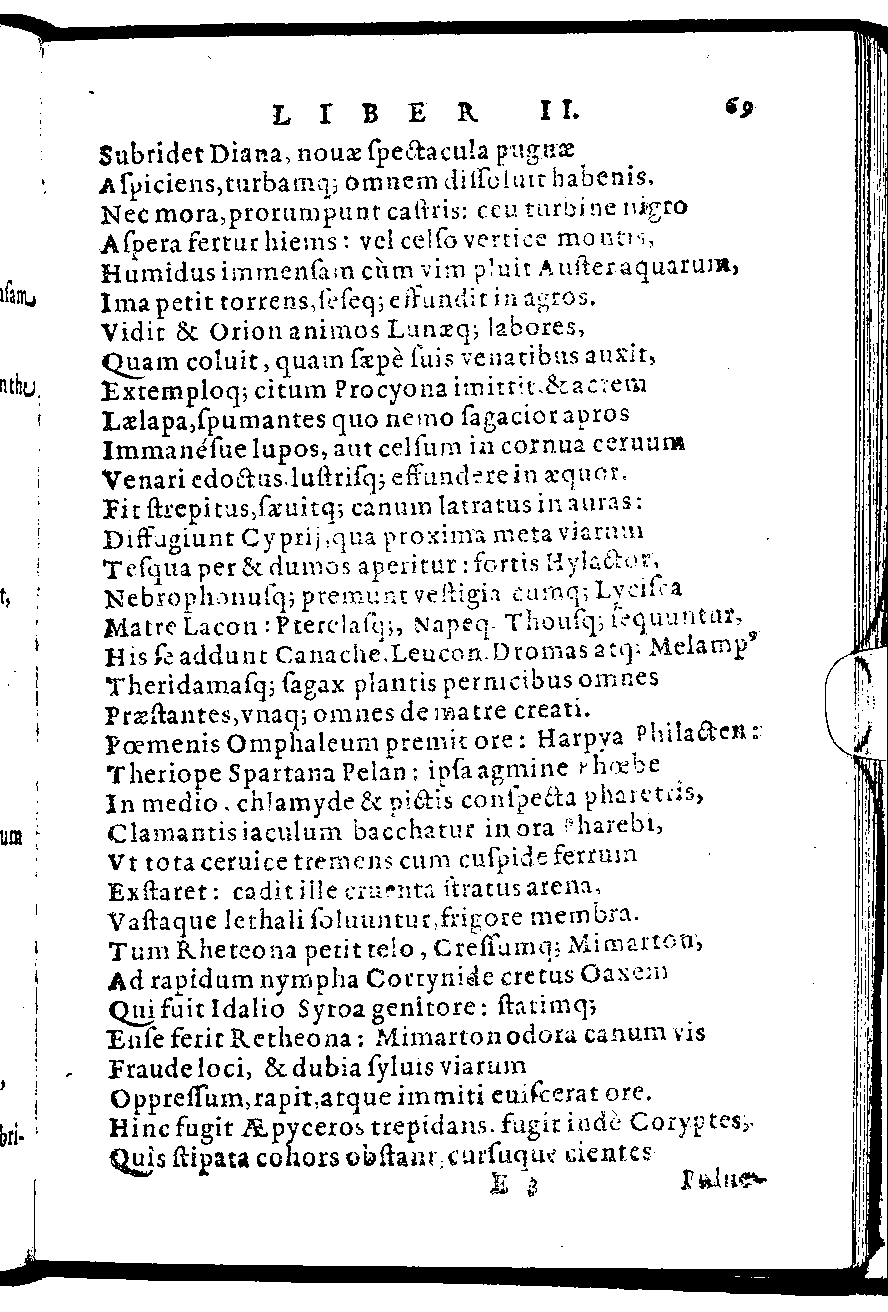 LIBER II. 69
Subridet Diana, nouæ ſpectacula pugnæ
Aſpiciens, turbamq; omnem diſſoluit habenis.
Nec mora, prorumpunt caſtris: ceu turbine nigro
Aſpera fertur hiems: vel celſo vertice montis,
Humidus immenſam cùm vim pluit Auſter aquarum,
Ima petit torrens, ſeſeq; effundit in agros.
Vidit & Orion animos Lunæq; labores,
Quam coluit, quam ſæpè ſuis venatibus auxit,
Extemploq; citum Procyona imittit. & acrem
Lælapa, ſpumantes quo nemo ſagacior apros
Immanéſue lupos, aut celſum in cornua ceruum
Venari edoctus. luſtriſq; effundere in æquor.
Fit ſtrepitus, ſæuitq; canum latratus in auras:
Diffugiunt Cyprij, qua proxima meta viarum
Teſqua per & dumos aperitur: fortis Hylactor,
Nebrophonuſq; premunt veſtigia cumq; Lyciſca
Matre Lacon: Pterelaſq;, Napeq. Thouſq; ſequuntur,
His ſe addunt Canache. Leucon. Dromas atq: Melampꝰ
Theridamaſq; ſagax plantis pernicibus omnes
Præſtantes, vnaq; omnes de matre creati.
Pœmenis Omphaleum premit ore: Harpya Philacten:
Theriope Spartana Pelan: ipſa agmine Phœbe
In medio. chlamyde & pictis conſpecta pharetris,
Clamantis iaculum bacchatur in ora Pharebi,
Vt tota ceruice tremens cum cuſpide ferrum
Exſtaret: cadit ille cruenta ſtratus arena,
Vaſtaque lethali ſoluuntur frigore membra.
Tum Rheteona petit telo, Creſſumq; Mimarton,
Ad rapidum nympha Cortynide cretus Oaxem
Qui fuit Idalio Syroa genitore: ſtatimq;
Enſe ferit Retheona: Mimarton odora canum vis
Fraude loci, & dubia ſyluis viarum
Oppreſſum, rapit, atque immiti euiſcerat ore.
Hinc fugit Æpyceros trepidans. fugit indè Coryptes,
Quis ſtipata cohors obſtant, curſuque cientes
E 3 Pulue-